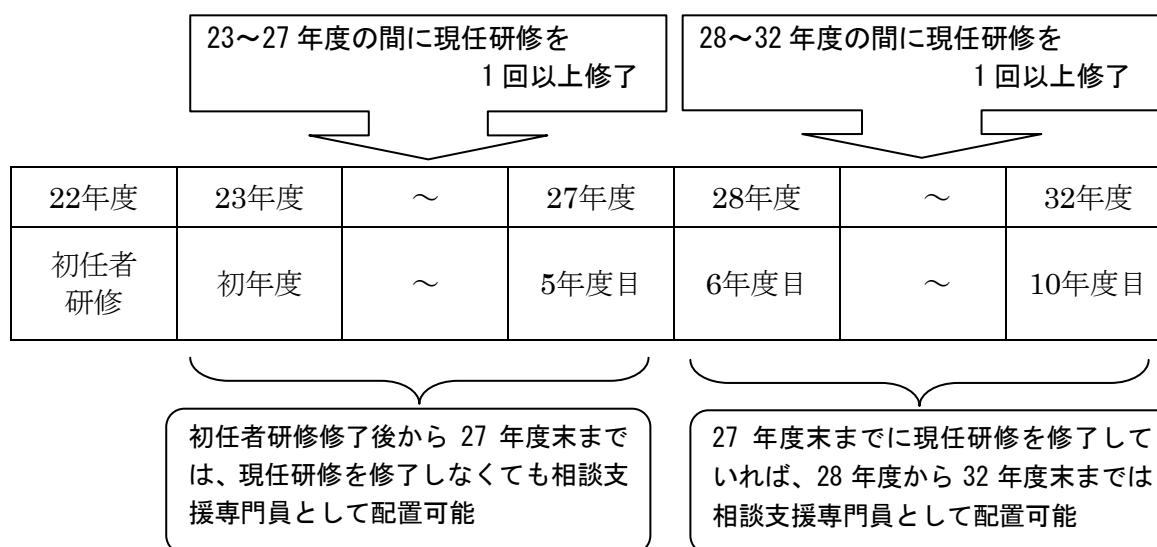 23～27 年度の間に現任研修を
1 回以上修了
28～32 年度の間に現任研修を
1 回以上修了
22年度 23年度 ～ 27年度 28年度 ～ 32年度
初任者
研修
初年度 ～ 5年度目 6年度目 ～ 10年度目
初任者研修修了後から 27 年度末まで
は、現任研修を修了しなくても相談支
援専門員として配置可能
27 年度末までに現任研修を修了して
いれば、28 年度から 32 年度末までは
相談支援専門員として配置可能